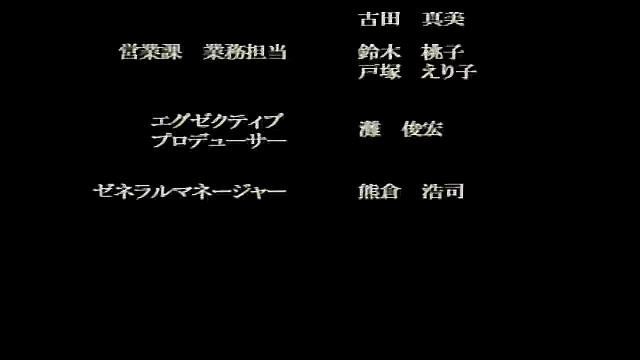 古田　真美
営業課　業務担当　鈴木　桃子
戸塚　えり子
エグゼクティブ
プロデューサー　灘　俊宏
ゼネラルマネージャー　熊倉　浩司